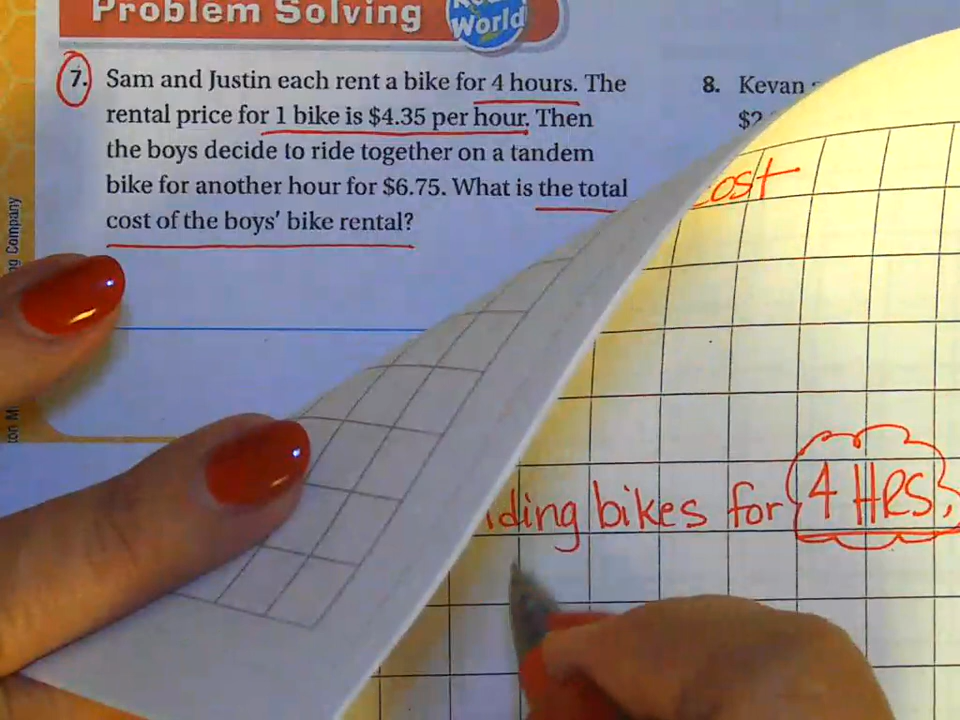 Problem Solving
World
7. Sam and Justin each rent a bike for 4 hours. The
rental price for 1 bike is $4.35 per hour. Then
the boys decide to ride together on a tandem
bike for another hour for $6.75. What is the total
cost of the boys' bike rental?
8. Kevan
$2
cost
iding bikes for 4 HRS.